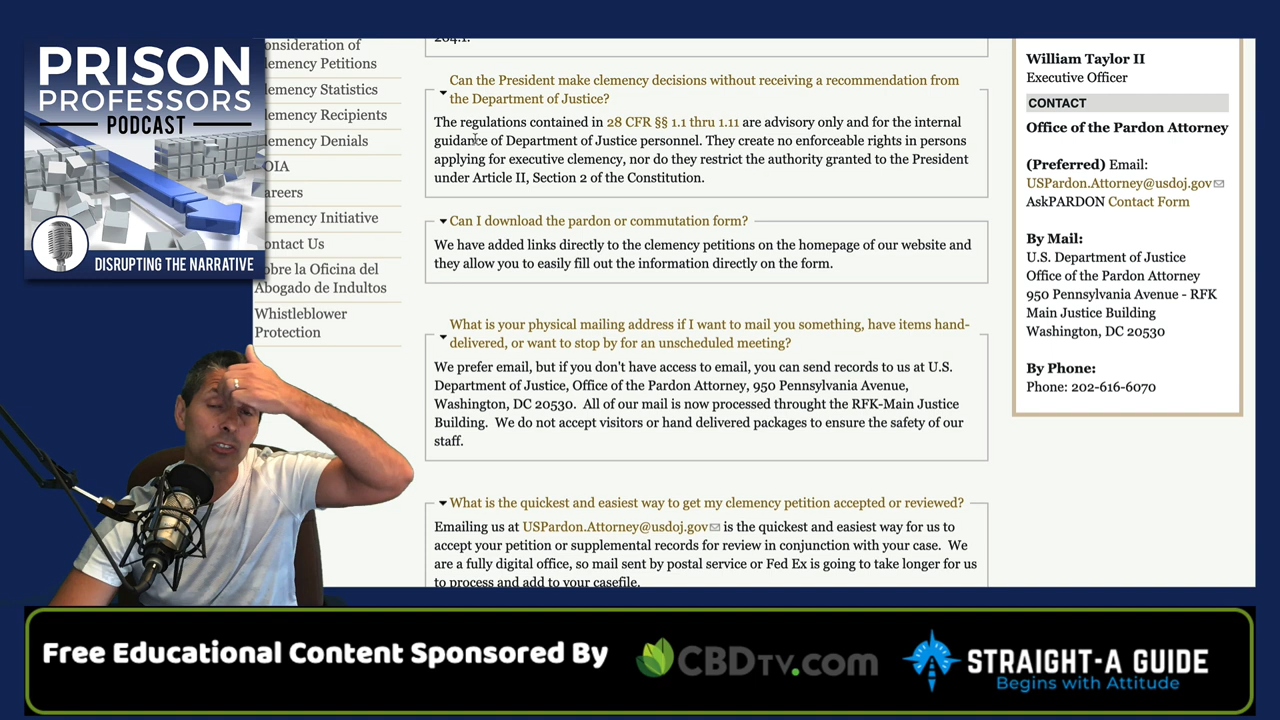 PRISON
PROFESSORS
PODCAST
DISRUPTING THE NARRATIVE
onsideration of
lemency Petitions
lemency Statistics
lemency Recipients
lemency Denials
OIA
areers
lemency Initiative
ontact Us
obre la Oficina del
Abogado de Indultos
Whistleblower
Protection
Can the President make clemency decisions without receiving a recommendation from
the Department of Justice?
The regulations contained in 28 CFR §§ 1.1 thru 1.11 are advisory only and for the internal
guidance of Department of Justice personnel. They create no enforceable rights in persons
applying for executive clemency, nor do they restrict the authority granted to the President
under Article II, Section 2 of the Constitution.
Can I download the pardon or commutation form?
We have added links directly to the clemency petitions on the homepage of our website and
they allow you to easily fill out the information directly on the form.
What is your physical mailing address if I want to mail you something, have items hand-
delivered, or want to stop by for an unscheduled meeting?
We prefer email, but if you don't have access to email, you can send records to us at U.S.
Department of Justice, Office of the Pardon Attorney, 950 Pennsylvania Avenue,
Washington, DC 20530. All of our mail is now processed throught the RFK-Main Justice
Building. We do not accept visitors or hand delivered packages to ensure the safety of our
staff.
What is the quickest and easiest way to get my clemency petition accepted or reviewed?
Emailing us at USPardon.Attorney@usdoj.gov is the quickest and easiest way for us to
accept your petition or supplemental records for review in conjunction with your case. We
are a fully digital office, so mail sent by postal service or Fed Ex is going to take longer for us
to process and add to your casefile.
William Taylor II
Executive Officer
CONTACT
Office of the Pardon Attorney
(Preferred) Email:
USPardon.Attorney@usdoj.gov
AskPARDON Contact Form
By Mail:
U.S. Department of Justice
Office of the Pardon Attorney
950 Pennsylvania Avenue - RFK
Main Justice Building
Washington, DC 20530
By Phone:
Phone: 202-616-6070
Free Educational Content Sponsored By
CBDTV.com
STRAIGHT-A GUIDE
Begins with Attitude